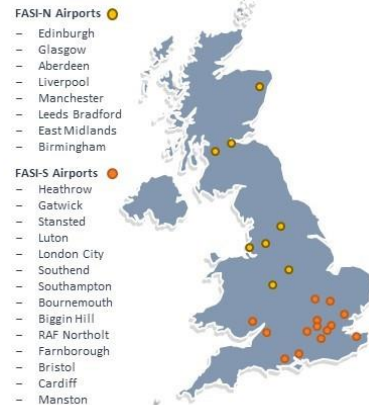 FASI-N Airports
– Edinburgh
– Glasgow
– Aberdeen
– Liverpool
– Manchester
– Leeds Bradford
– East Midlands
– Birmingham
FASI-S Airports
– Heathrow
– Gatwick
– Stansted
– Luton
– London City
– Southend
– Southampton
– Bournemouth
– Biggin Hill
– RAF Northolt
– Farnborough
– Bristol
– Cardiff
– Manston